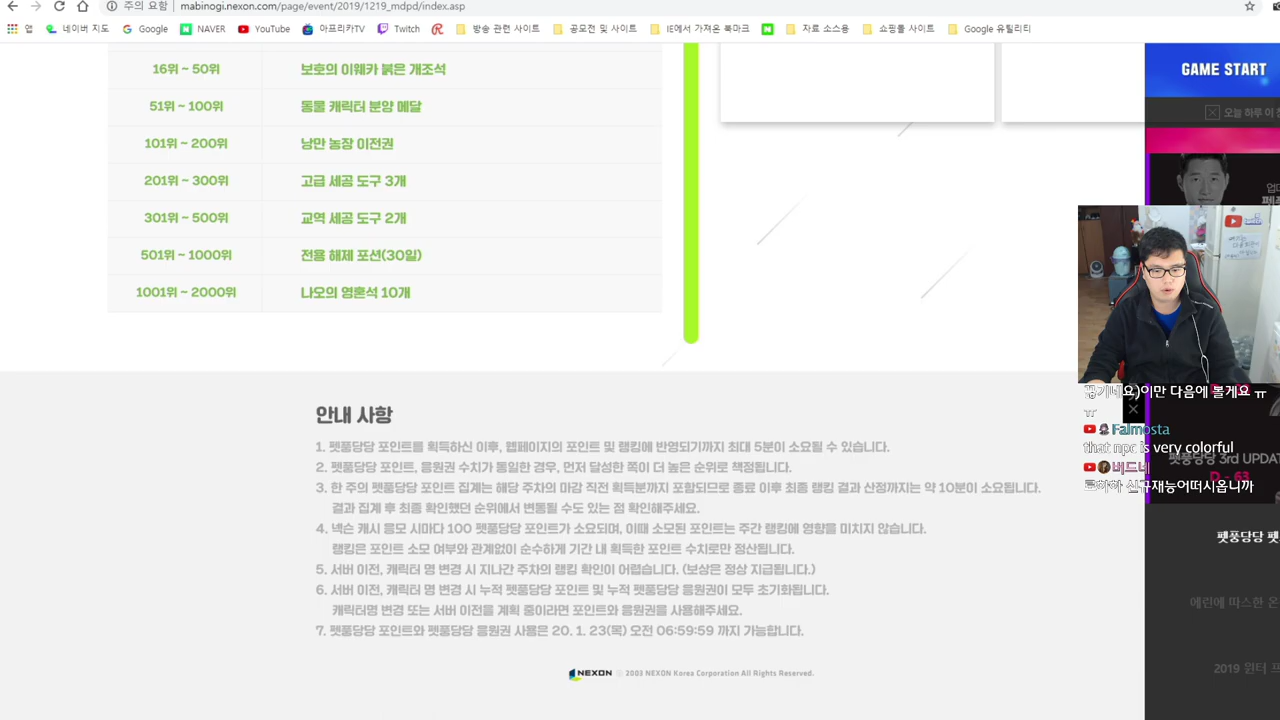 주의 요함
mabinogi.nexon.com/page/event/2019/1219_mdpd/index.asp
앱 네이버 지도 Google NAVER YouTube 아프리카TV Twitch 방송 관련 사이트 공모전 및 사이트 IE에서 가져온 북마크 자료 소스용 쇼핑몰 사이트 Google 유틸리티
16위 ~ 50위 보호의 이웨카 붉은 개조석
51위 ~ 100위 동물 캐릭터 분양 메달
101위 ~ 200위 낭만 농장 이전권
201위 ~ 300위 고급 세공 도구 3개
301위 ~ 500위 교역 세공 도구 2개
501위 ~ 1000위 전용 해제 포션(30일)
1001위 ~ 2000위 나오의 영혼석 10개
GAME START
오늘 하루 이
안내 사항
1. 펫풍당당 포인트를 획득하신 이후, 웹페이지의 포인트 및 랭킹에 반영되기까지 최대 5분이 소요될 수 있습니다.
2. 펫풍당당 포인트, 응원권 수치가 동일한 경우, 먼저 달성한 쪽이 더 높은 순위로 책정됩니다.
3. 한 주의 펫풍당당 포인트 집계는 해당 주차의 마감 직전 획득분까지 포함되므로 종료 이후 최종 랭킹 결과 산정까지는 약 10분이 소요됩니다.
결과 집계 후 최종 확인했던 순위에서 변동될 수도 있는 점 확인해주세요.
4. 넥슨 캐시 응모 시마다 100 펫풍당당 포인트가 소요되며, 이때 소모된 포인트는 주간 랭킹에 영향을 미치지 않습니다.
랭킹은 포인트 소모 여부와 관계없이 순수하게 기간 내 획득한 포인트 수치로만 정산됩니다.
5. 서버 이전, 캐릭터 명 변경 시 지나간 주차의 랭킹 확인이 어렵습니다. (보상은 정상 지급됩니다.)
6. 서버 이전, 캐릭터 명 변경 시 누적 펫풍당당 포인트 및 누적 펫풍당당 응원권이 모두 초기화됩니다.
캐릭터명 변경 또는 서버 이전을 계획 중이라면 포인트와 응원권을 사용해주세요.
7. 펫풍당당 포인트와 펫풍당당 응원권 사용은 20. 1. 23(목) 오전 06:59:59 까지 가능합니다.
NEXON © 2003 NEXON Korea Corporation All Rights Reserved.
끊기네요)이만 다음에 볼게요 ㅠ
ㅠ
Falmosta
that npc is very colorful
버드네
펫풍당당 3rd UPDAT
D - 63
펫풍당당 펫
에린에 따스한 온
2019 윈터 프